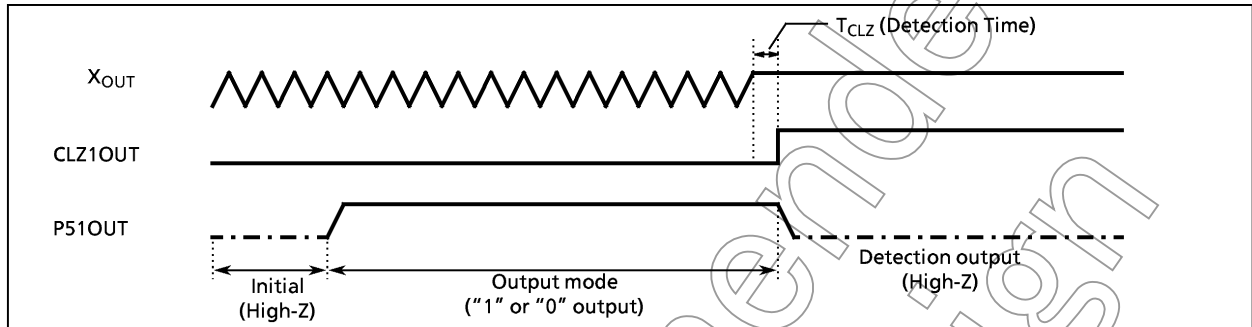 TCLZ (Detection Time)
XOUT
CLZ1OUT
P51OUT
Initial
(High-Z)
Output mode
("1" or "0" output)
Detection output
(High-Z)